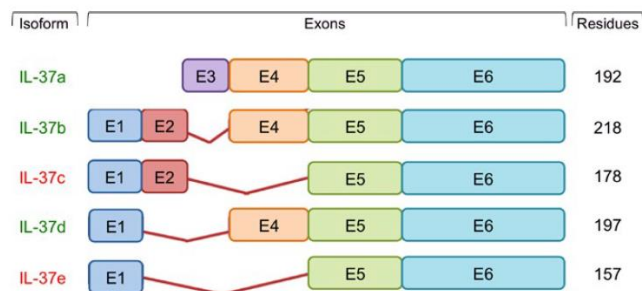 Isoform Exons Residues
IL-37a E3 E4 E5 E6 192
IL-37b E1 E2 E4 E5 E6 218
IL-37c E1 E2 E5 E6 178
IL-37d E1 E4 E5 E6 197
IL-37e E1 E5 E6 157